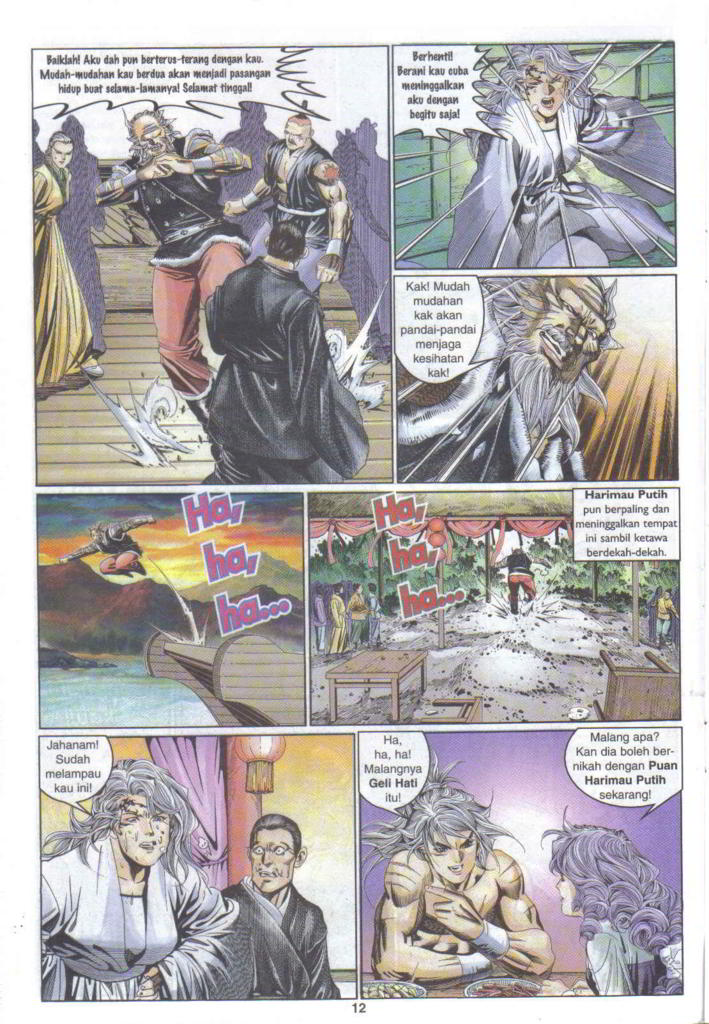 Baiklah! Aku dah pun berterus-terang dengan kau.
Mudah-mudahan kau berdua akan menjadi pasangan
hidup buat selama-lamanya! Selamat tinggal!
Berhenti!
Berani kau cuba
meninggalkan
aku dengan
begitu saja!
Kak! Mudah
mudahan
kak akan
pandai-pandai
menjaga
kesihatan
kak!
Ha,
ha,
ha...
Ha,
ha,
ha...
Harimau Putih
pun berpaling dan
meninggalkan tempat
ini sambil ketawa
berdekah-dekah.
Jahanam!
Sudah
melampau
kau ini!
Ha,
ha, ha!
Malangnya
Geli Hati
itu!
Malang apa?
Kan dia boleh ber-
nikah dengan Puan
Harimau Putih
sekarang!
12